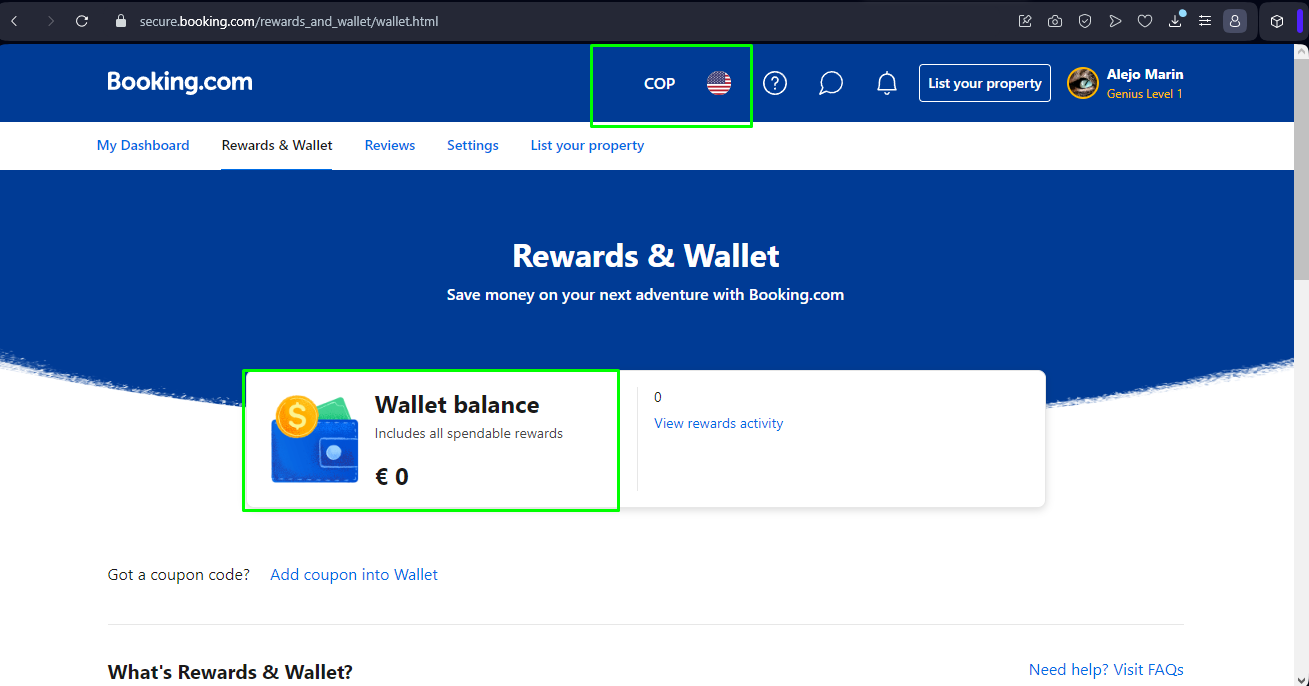 secure.booking.com/rewards_and_wallet/wallet.html
Booking.com
COP
?
List your property
Alejo Marin
Genius Level 1
My Dashboard
Rewards & Wallet
Reviews
Settings
List your property
Rewards & Wallet
Save money on your next adventure with Booking.com
$
Wallet balance
Includes all spendable rewards
€ 0
0
View rewards activity
Got a coupon code?
Add coupon into Wallet
What's Rewards & Wallet?
Need help? Visit FAQs